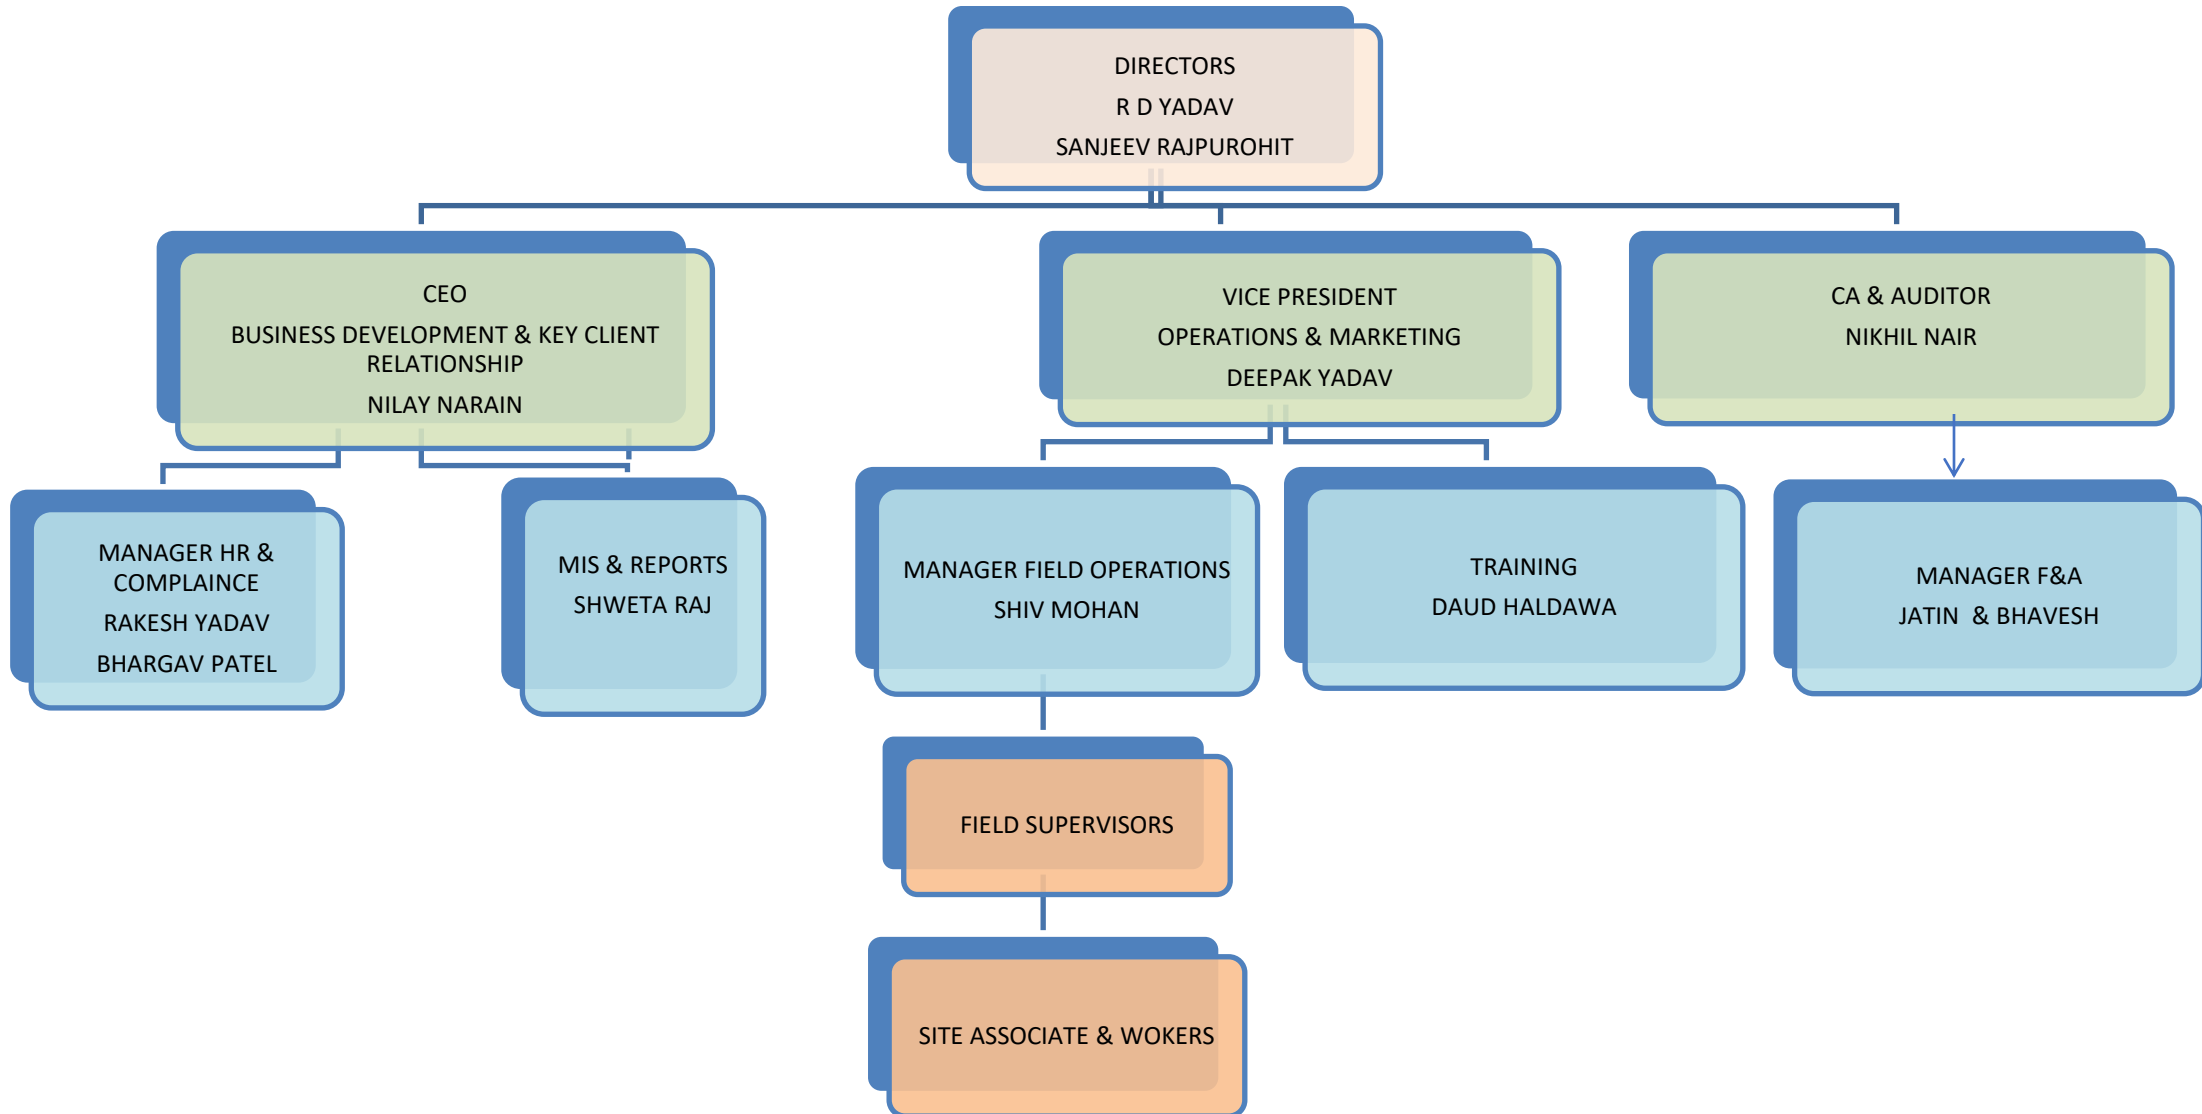 DIRECTORS
R D YADAV
SANJEEV RAJPUROHIT
CEO
BUSINESS DEVELOPMENT & KEY CLIENT
RELATIONSHIP
NILAY NARAIN
VICE PRESIDENT
OPERATIONS & MARKETING
DEEPAK YADAV
CA & AUDITOR
NIKHIL NAIR
MANAGER HR &
COMPLAINCE
RAKESH YADAV
BHARGAV PATEL
MIS & REPORTS
SHWETA RAJ
MANAGER FIELD OPERATIONS
SHIV MOHAN
TRAINING
DAUD HALDAWA
MANAGER F&A
JATIN & BHAVESH
FIELD SUPERVISORS
SITE ASSOCIATE & WOKERS